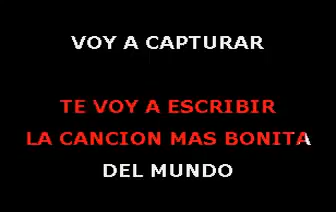 VOY A CAPTURAR
TE VOY A ESCRIBIR
LA CANCION MAS BONITA
DEL MUNDO